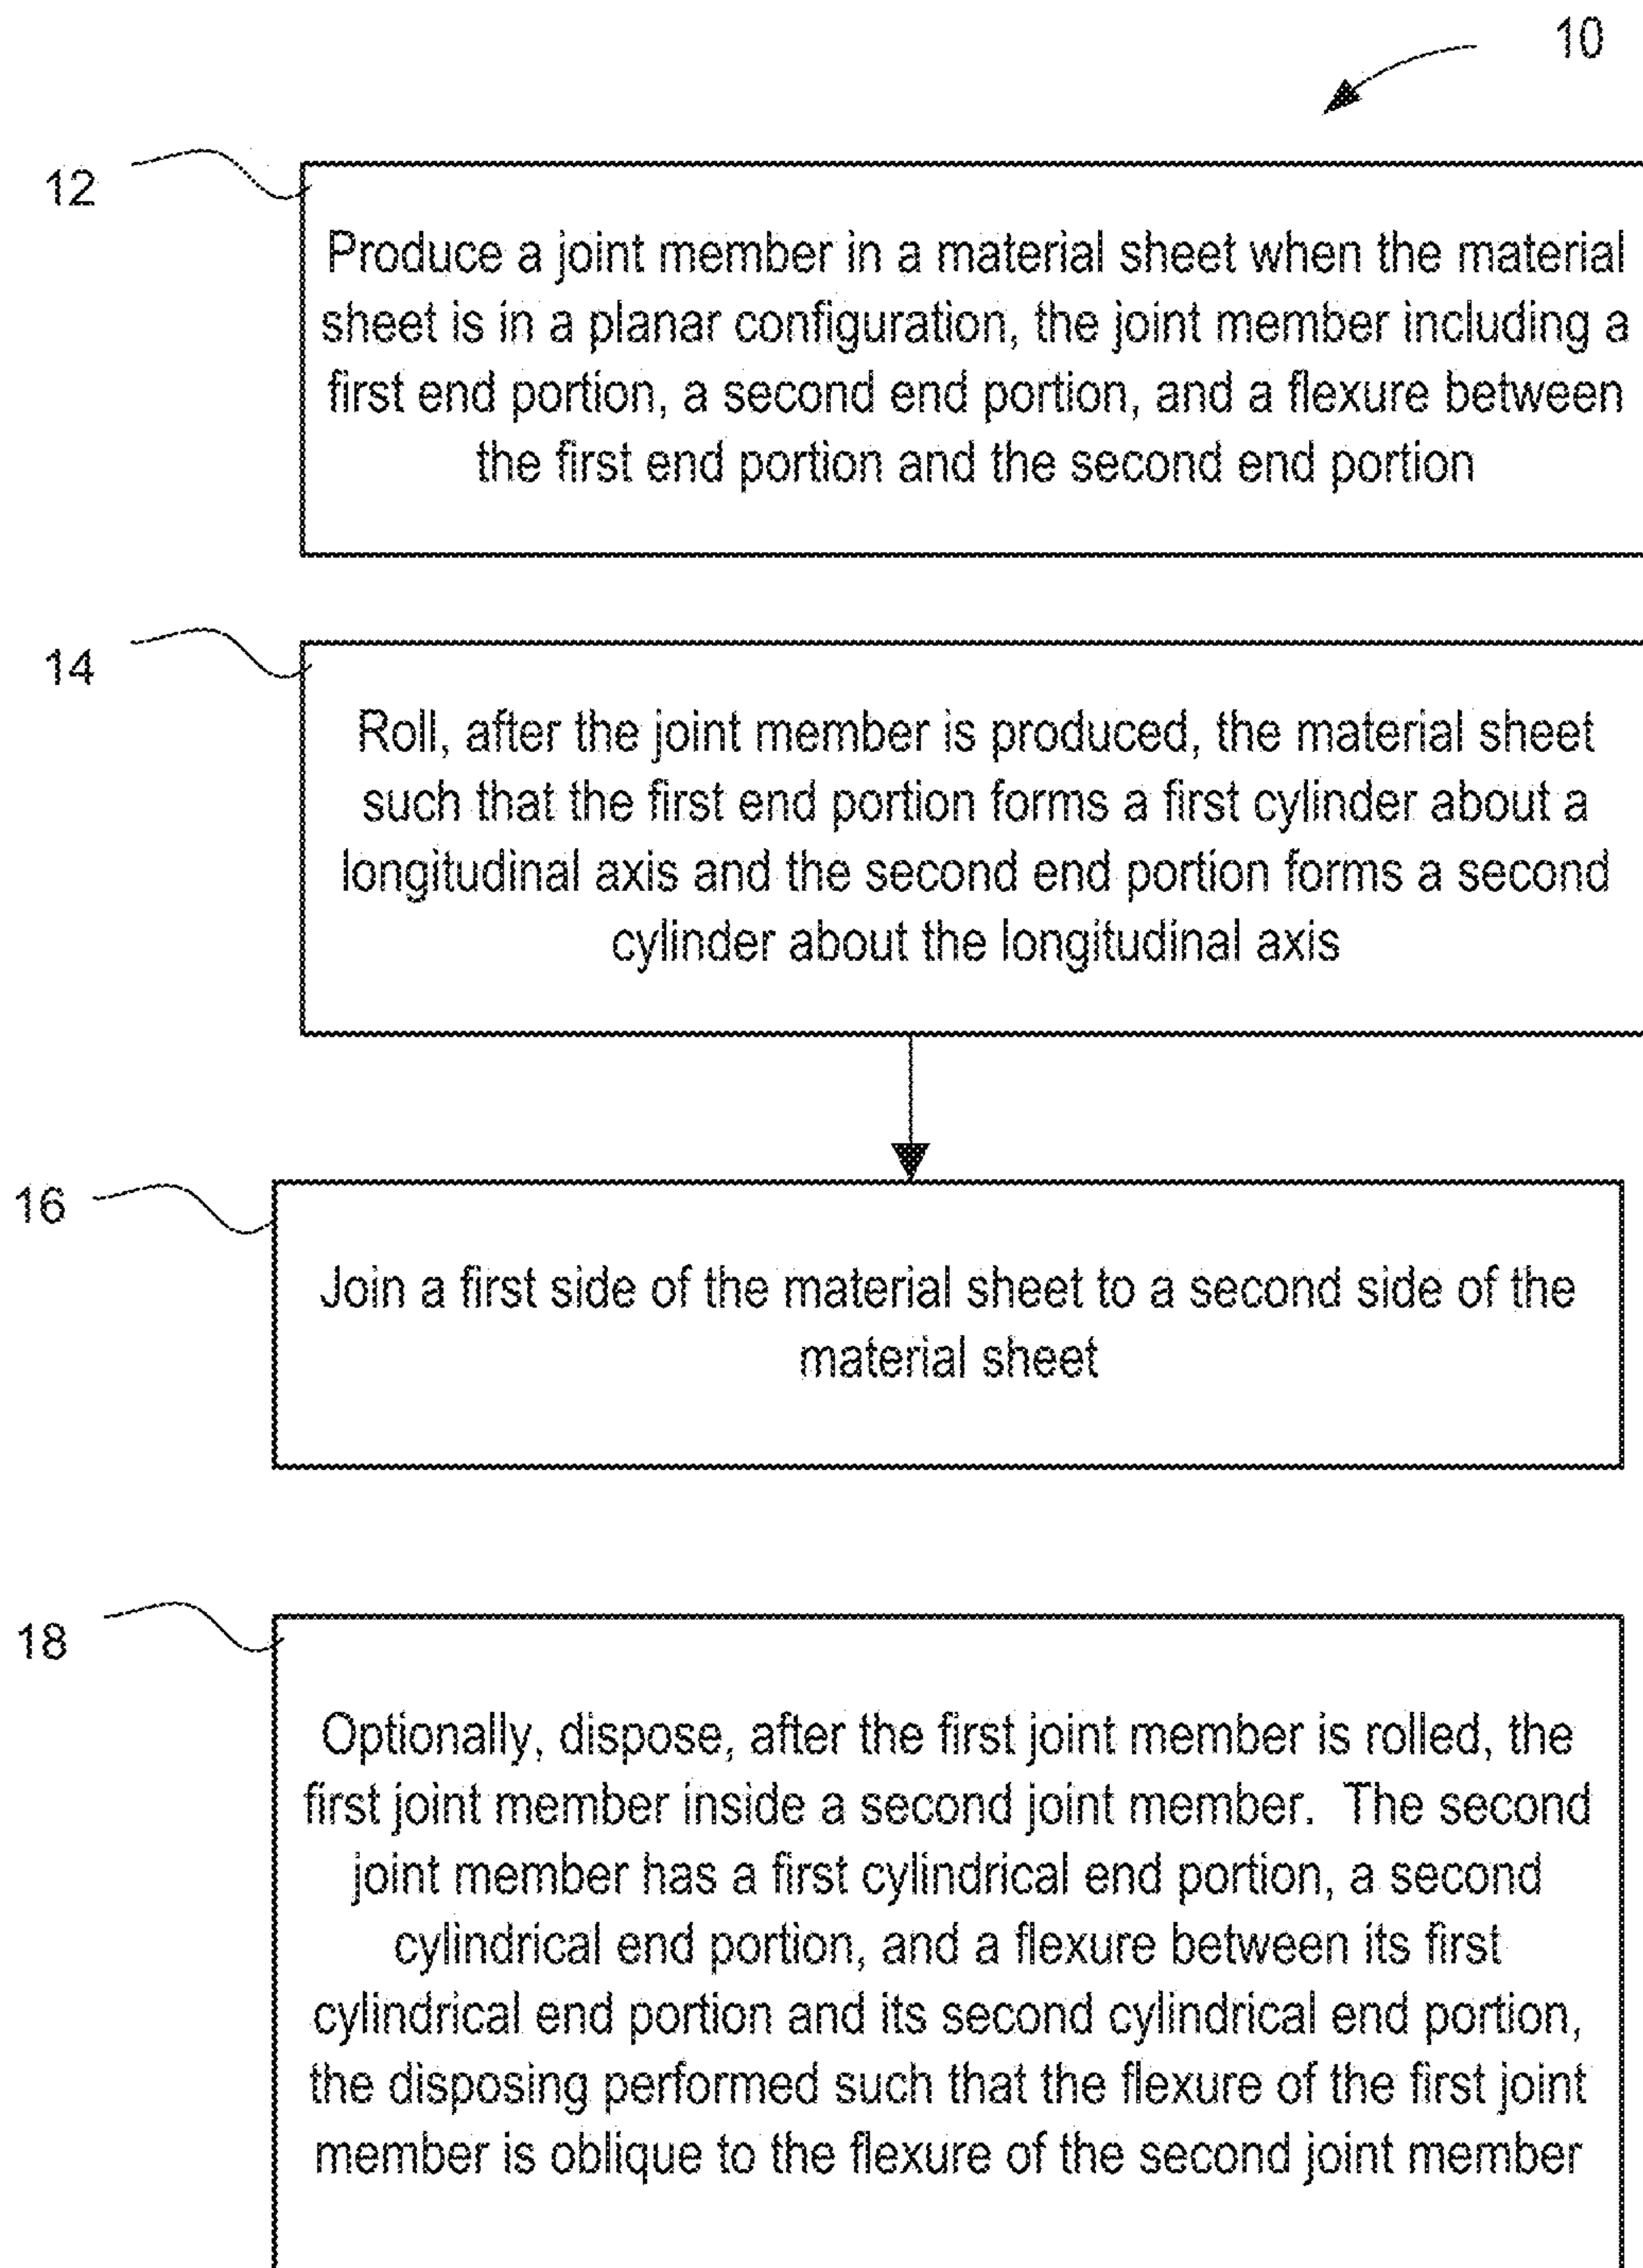 10
12
Produce a joint member in a material sheet when the material
sheet is in a planar configuration, the joint member including a
first end portion, a second end portion, and a flexure between
the first end portion and the second end portion
14
Roll, after the joint member is produced, the material sheet
such that the first end portion forms a first cylinder about a
longitudinal axis and the second end portion forms a second
cylinder about the longitudinal axis
16
Join a first side of the material sheet to a second side of the
material sheet
18
Optionally, dispose, after the first joint member is rolled, the
first joint member inside a second joint member. The second
joint member has a first cylindrical end portion, a second
cylindrical end portion, and a flexure between its first
cylindrical end portion and its second cylindrical end portion,
the disposing performed such that the flexure of the first joint
member is oblique to the flexure of the second joint member